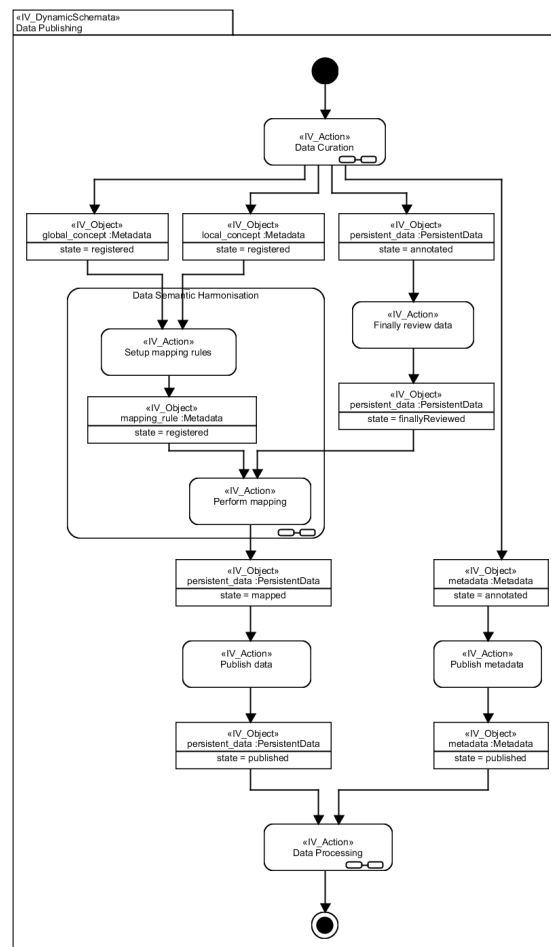 «IV_DynamicSchemata»
Data Publishing
«IV_Action»
Data Curation
«IV_Object»
global_concept :Metadata
state = registered
«IV_Object»
local_concept :Metadata
state = registered
«IV_Object»
persistent_data :PersistentData
state = annotated
Data Semantic Harmonisation
«IV_Action»
Setup mapping rules
«IV_Action»
Finally review data
«IV_Object»
mapping_rule :Metadata
state = registered
«IV_Object»
persistent_data :PersistentData
state = finallyReviewed
«IV_Action»
Perform mapping
«IV_Object»
persistent_data :PersistentData
state = mapped
«IV_Object»
metadata :Metadata
state = annotated
«IV_Action»
Publish data
«IV_Action»
Publish metadata
«IV_Object»
persistent_data :PersistentData
state = published
«IV_Object»
metadata :Metadata
state = published
«IV_Action»
Data Processing